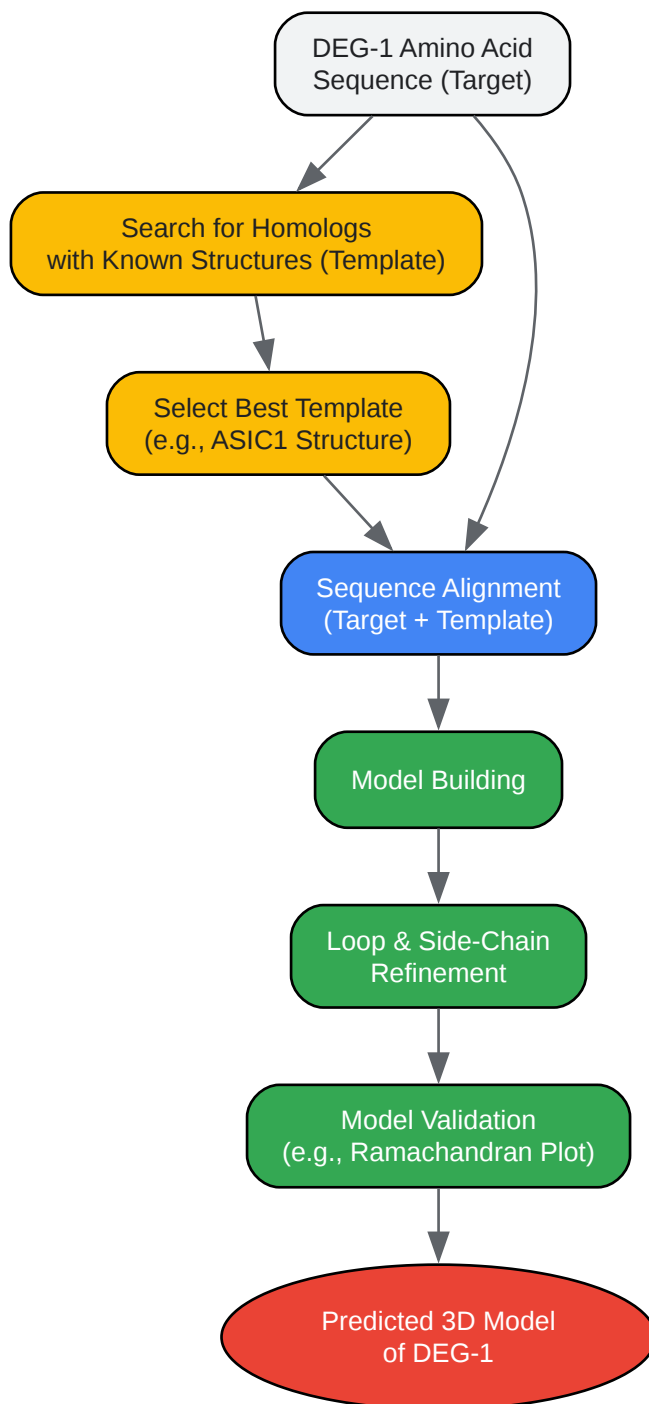 DEG-1 Amino Acid
Sequence (Target)
Search for Homologs
with Known Structures (Template)
Select Best Template
(e.g., ASIC1 Structure)
Sequence Alignment
(Target + Template)
Model Building
Loop & Side-Chain
Refinement
Model Validation
(e.g., Ramachandran Plot)
Predicted 3D Model
of DEG-1